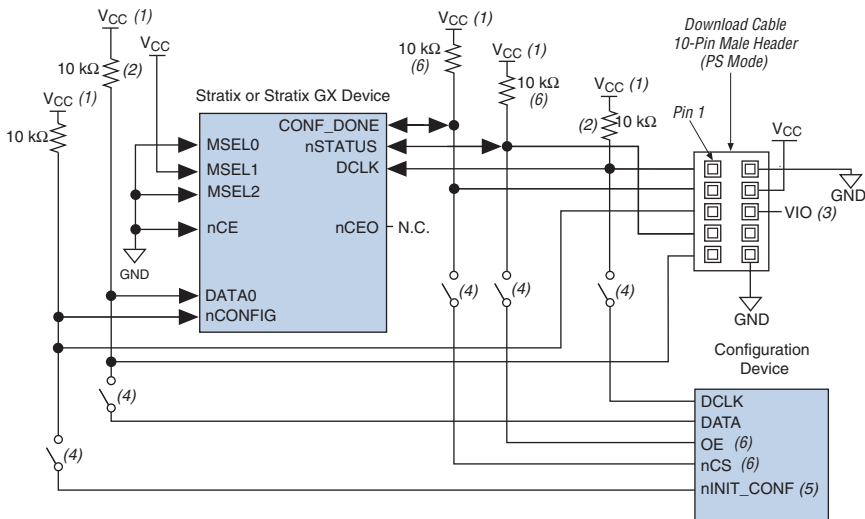 VCC (1)
10 kΩ
(2)
VCC
VCC (1)
10 kΩ
VCC (1)
10 kΩ
(6)
VCC (1)
10 kΩ
(6)
VCC (1)
(2)
10 kΩ
Download Cable
10-Pin Male Header
(PS Mode)
Pin 1
VCC
GND
VIO (3)
GND
Stratix or Stratix GX Device
CONF_DONE
nSTATUS
DCLK
MSEL0
MSEL1
MSEL2
nCE
nCEO
N.C.
GND
DATA0
nCONFIG
(4)
(4)
(4)
(4)
(4)
Configuration
Device
DCLK
DATA
OE (6)
nCS (6)
nINIT_CONF (5)